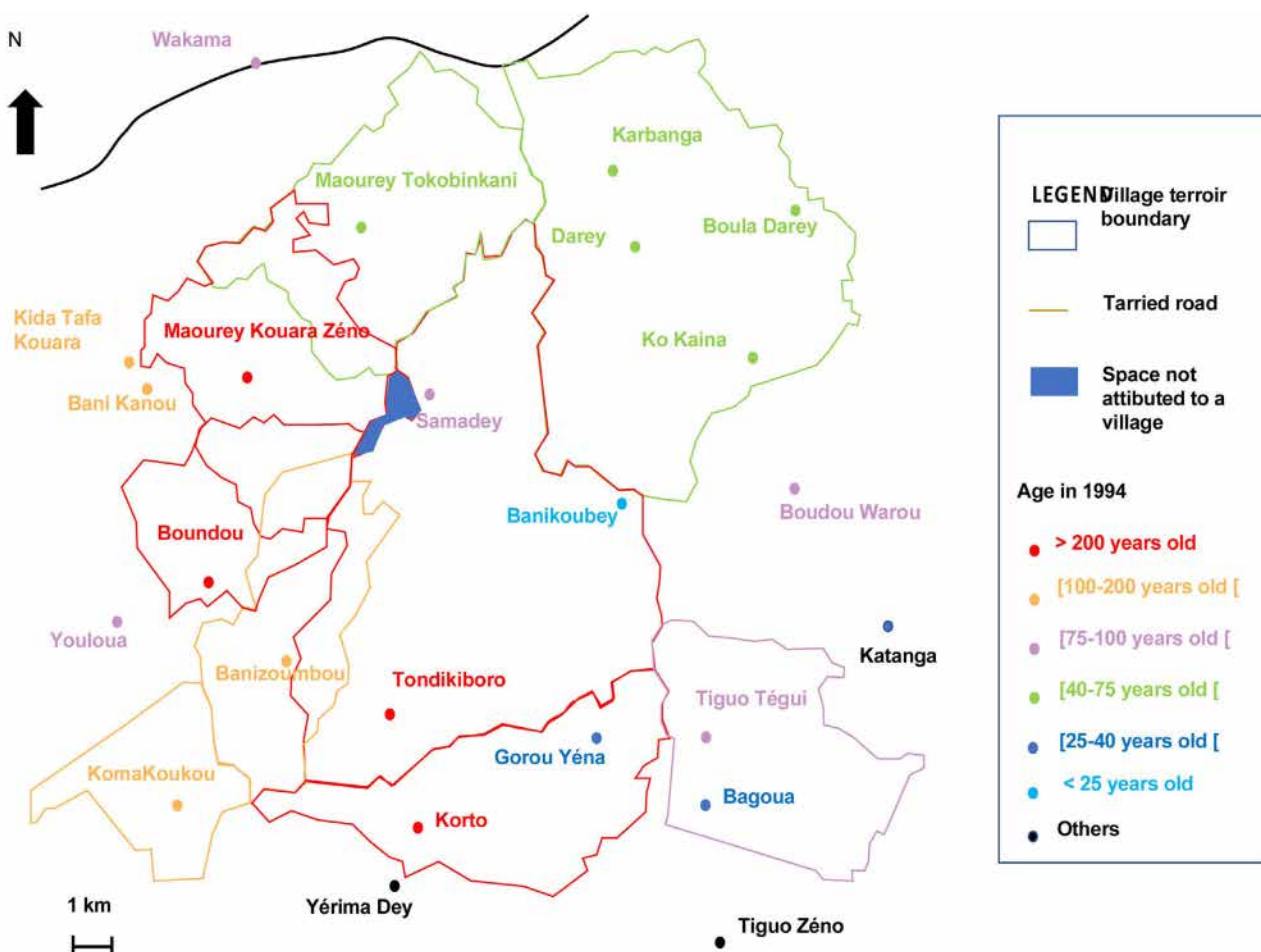 N
Wakama
Karbanga
Maourey Tokobinkani
Boula Darey
Darey
Kida Tafa
Kouara
Maourey Kouara Zéno
Ko Kaina
Bani Kanou
Samadey
Banikoubey
Boudou Warou
Boundou
Youloua
Katanga
Banizoumbou
Tondikiboro
Tiguo Tégui
Gorou Yéna
KomaKoukou
Bagoua
Korto
1 km
Yérima Dey
Tiguo Zéno
LEGEND
Village terroir
boundary
Tarried road
Space not
attibuted to a
village
Age in 1994
> 200 years old
[100-200 years old [
[75-100 years old [
[40-75 years old [
[25-40 years old [
< 25 years old
Others